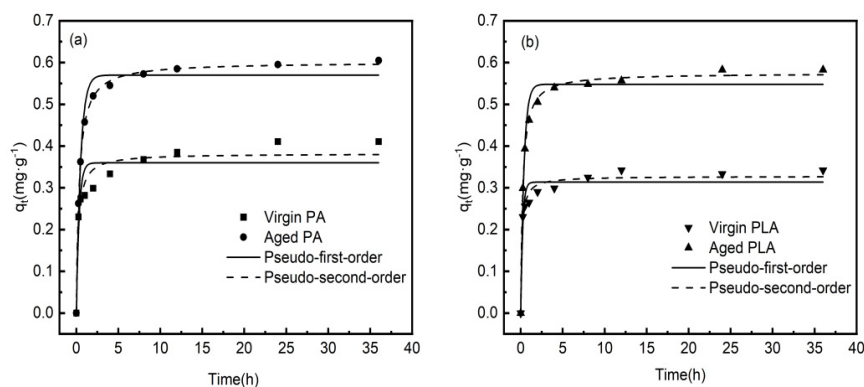 (a)
0.7
0.6
0.5
0.4
0.3
0.2
0.1
0.0
qt(mg·g-1)
Virgin PA
Aged PA
Pseudo-first-order
Pseudo-second-order
0 5 10 15 20 25 30 35 40
Time(h)
(b)
0.7
0.6
0.5
0.4
0.3
0.2
0.1
0.0
qt(mg·g-1)
Virgin PLA
Aged PLA
Pseudo-first-order
Pseudo-second-order
0 5 10 15 20 25 30 35 40
Time(h)